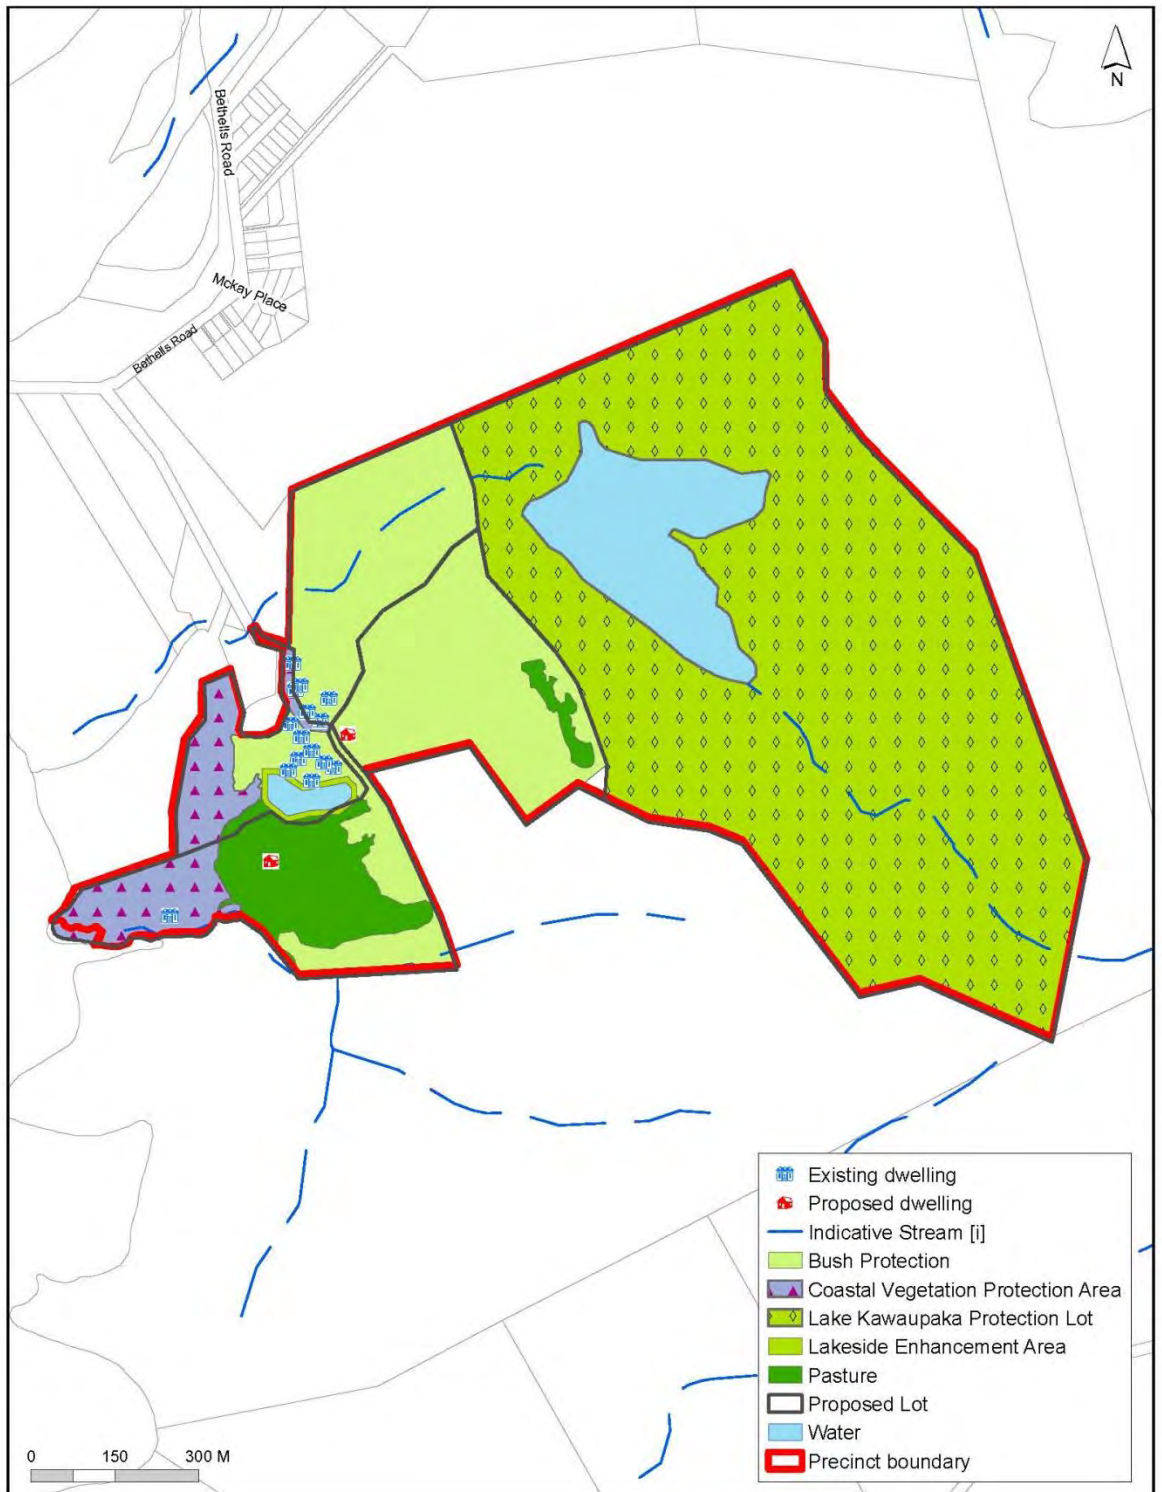 N
Bethells Road
Mckay Place
Bethells Road
Existing dwelling
Proposed dwelling
Indicative Stream [i]
Bush Protection
Coastal Vegetation Protection Area
Lake Kawaupaka Protection Lot
Lakeside Enhancement Area
Pasture
Proposed Lot
Water
Precinct boundary
0 150 300 M